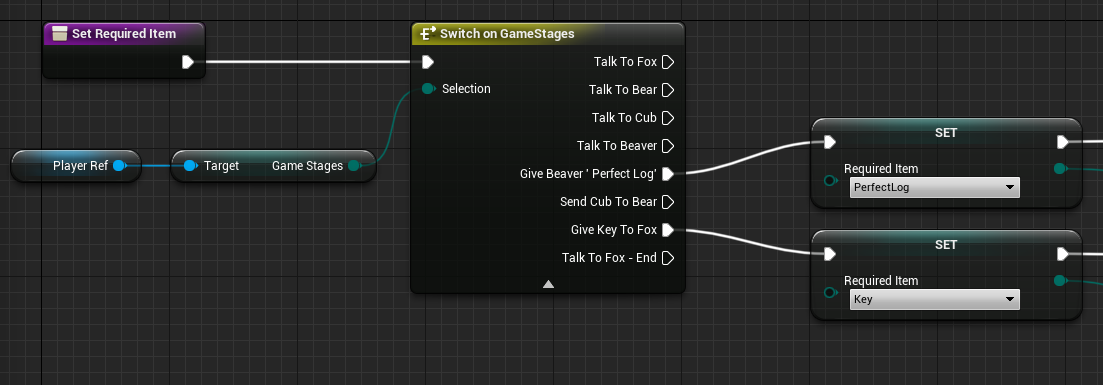 Set Required Item
Switch on GameStages
Talk To Fox
Selection
Talk To Bear
Talk To Cub
Talk To Beaver
Give Beaver ' Perfect Log'
Send Cub To Bear
Give Key To Fox
Talk To Fox - End
Player Ref
Target
Game Stages
SET
Required Item
PerfectLog
SET
Required Item
Key